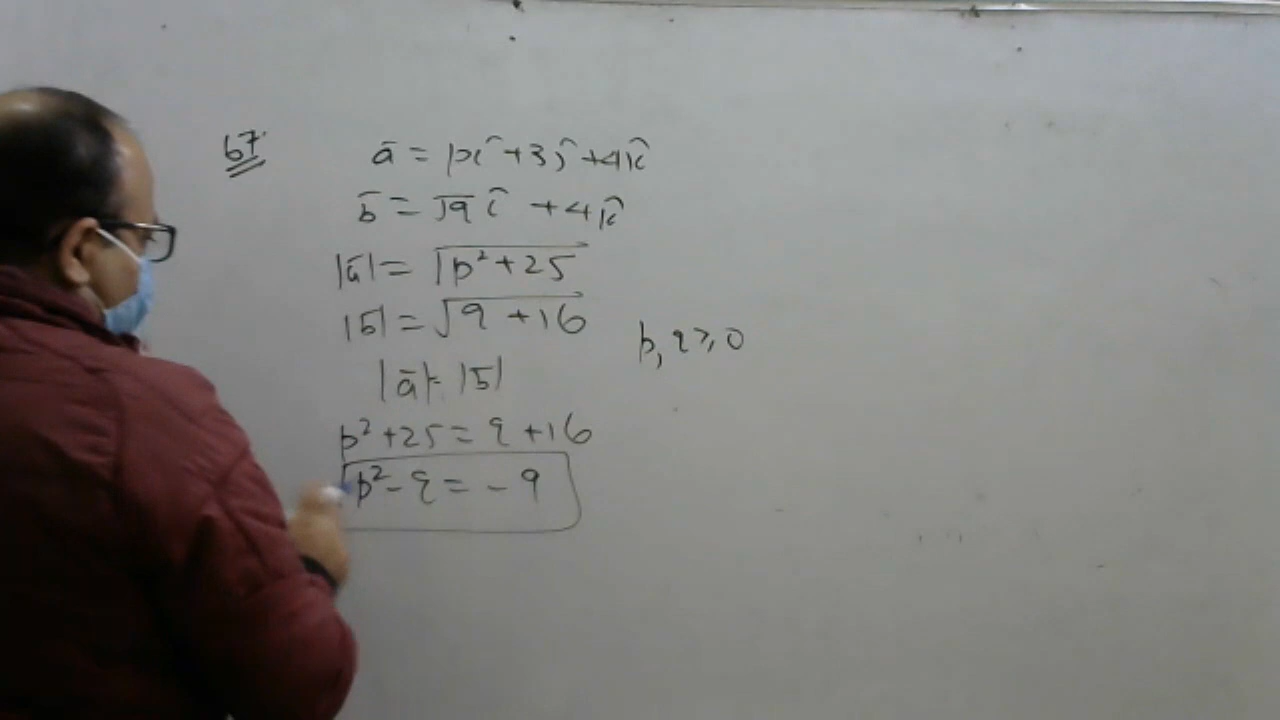 67.
ā = pî + 3ĵ + 4k̂
b̄ = √q î + 4k̂
|ā| = √p² + 25
|b̄| = √q + 16
p, q ≥ 0
|ā| = |b̄|
p² + 25 = q + 16
p² - q = - 9